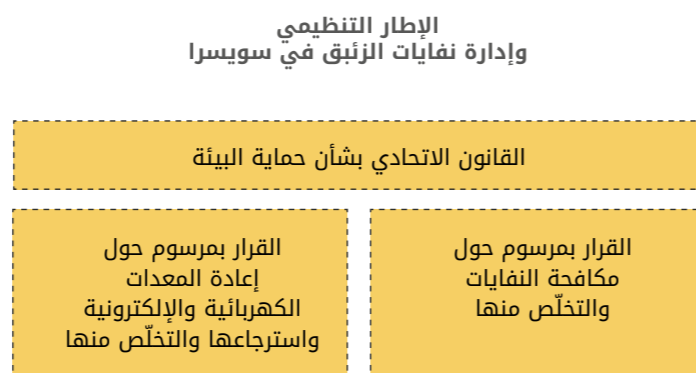 الإطار التنظيمي
وإدارة نفايات الزئبق في سويسرا
القانون الاتحادي بشأن حماية البيئة
القرار بمرسوم حول
مكافحة النفايات
والتخلّص منها
القرار بمرسوم حول
إعادة المعدات
الكهربائية والإلكترونية
واسترجاعها والتخلّص منها